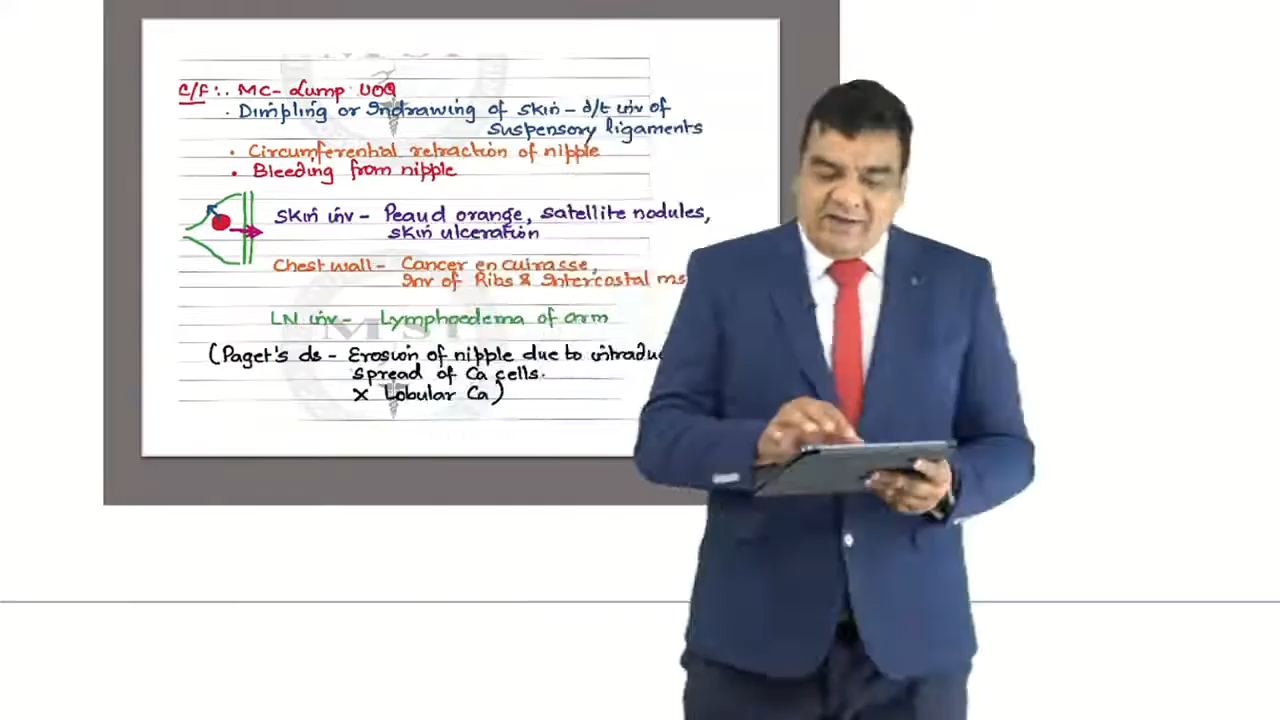 C/F :. MC- Lump UOQ
. Dimpling or Indrawing of skin - d/t inv of
suspensory ligaments
. Circumferential retraction of nipple
. Bleeding from nipple
Skin inv - Peaud orange, satellite nodules,
skin ulceration
Chest wall - Cancer en cuirasse,
Inv of Ribs & Intercostal ms
LN inv - Lymphoedema of arm
(Paget's ds - Erosion of nipple due to
spread of Ca cells.
x Lobular Ca)
MST